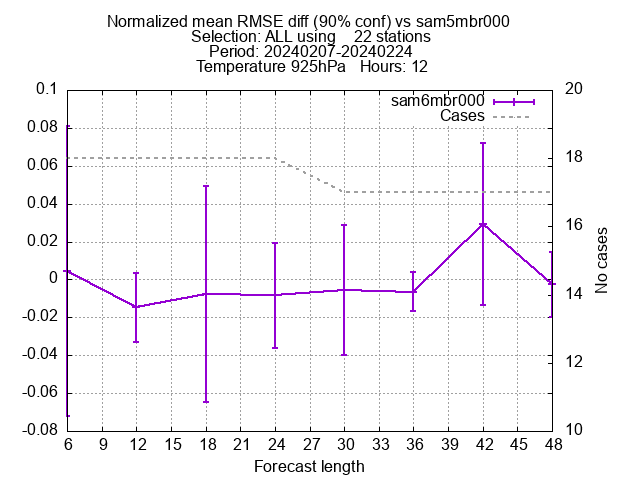 Normalized mean RMSE diff (90% conf) vs sam5mbr000
Selection: ALL using    22 stations
Period: 20240207-20240224
Temperature 925hPa   Hours: 12
sam6mbr000
Cases
0.1
0.08
0.06
0.04
0.02
0
-0.02
-0.04
-0.06
-0.08
20
18
16
14
12
10
No cases
6 9 12 15 18 21 24 27 30 33 36 39 42 45 48
Forecast length